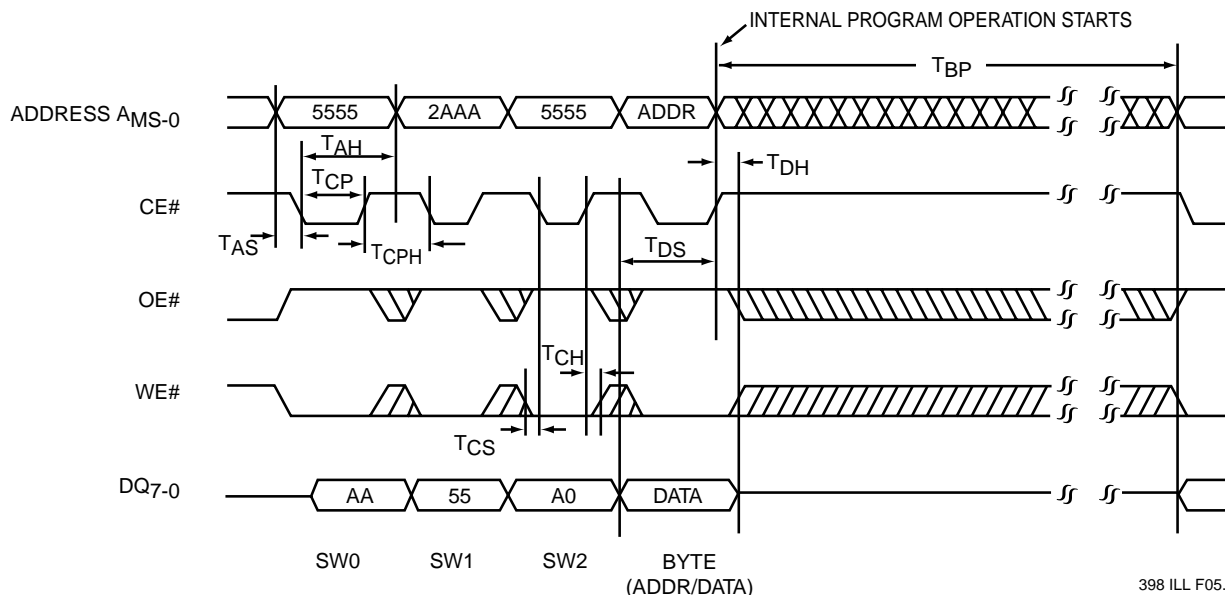 INTERNAL PROGRAM OPERATION STARTS
TBP
ADDRESS AMS-0
5555
2AAA
5555
ADDR
TAH
TDH
TCP
CE#
TAS
TCPH
TDS
OE#
TCH
WE#
TCS
DQ7-0
AA
55
A0
DATA
SW0
SW1
SW2
BYTE
(ADDR/DATA)
398 ILL F05.